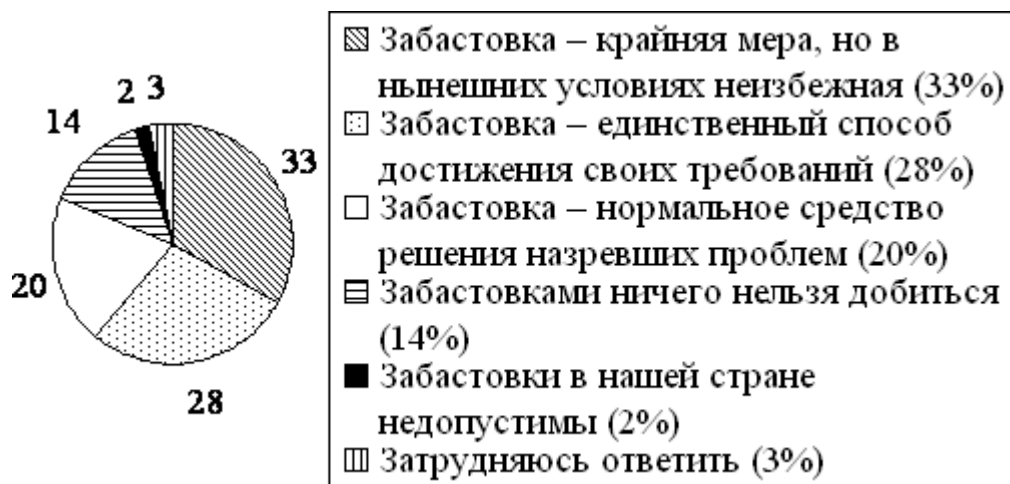 2 3
14
33
20
28
Забастовка – крайняя мера, но в
нынешних условиях неизбежная (33%)
Забастовка – единственный способ
достижения своих требований (28%)
Забастовка – нормальное средство
решения назревших проблем (20%)
Забастовками ничего нельзя добиться
(14%)
Забастовки в нашей стране
недопустимы (2%)
Затрудняюсь ответить (3%)